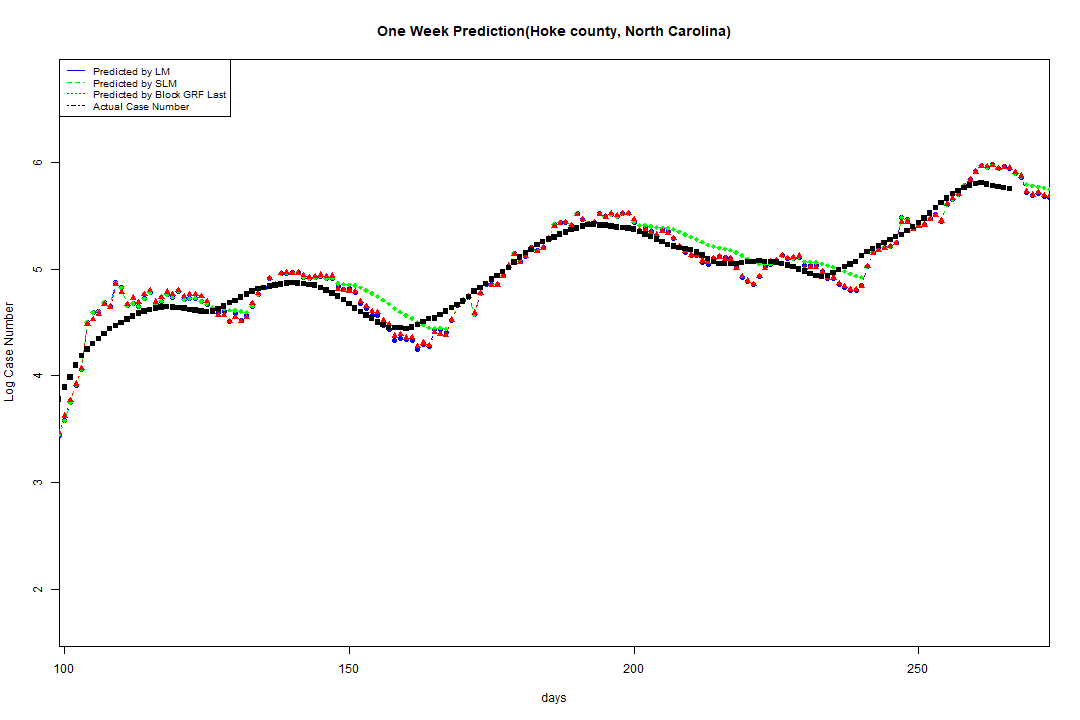 One Week Prediction(Hoke county, North Carolina)
Predicted by LM
Predicted by SLM
Predicted by Block GRF Last
Actual Case Number
6
5
4
3
2
Log Case Number
100 150 200 250
days